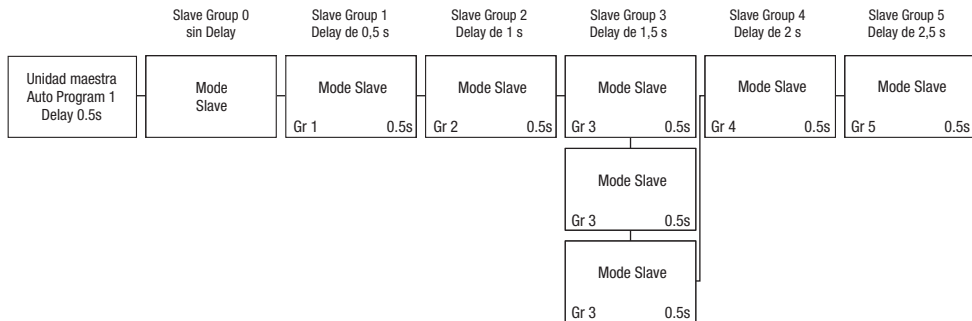 Slave Group 0
sin Delay
Slave Group 1
Delay de 0,5 s
Slave Group 2
Delay de 1 s
Slave Group 3
Delay de 1,5 s
Slave Group 4
Delay de 2 s
Slave Group 5
Delay de 2,5 s
Unidad maestra
Auto Program 1
Delay 0.5s
Mode
Slave
Mode Slave
Gr 1 0.5s
Mode Slave
Gr 2 0.5s
Mode Slave
Gr 3 0.5s
Mode Slave
Gr 4 0.5s
Mode Slave
Gr 5 0.5s
Mode Slave
Gr 3 0.5s
Mode Slave
Gr 3 0.5s